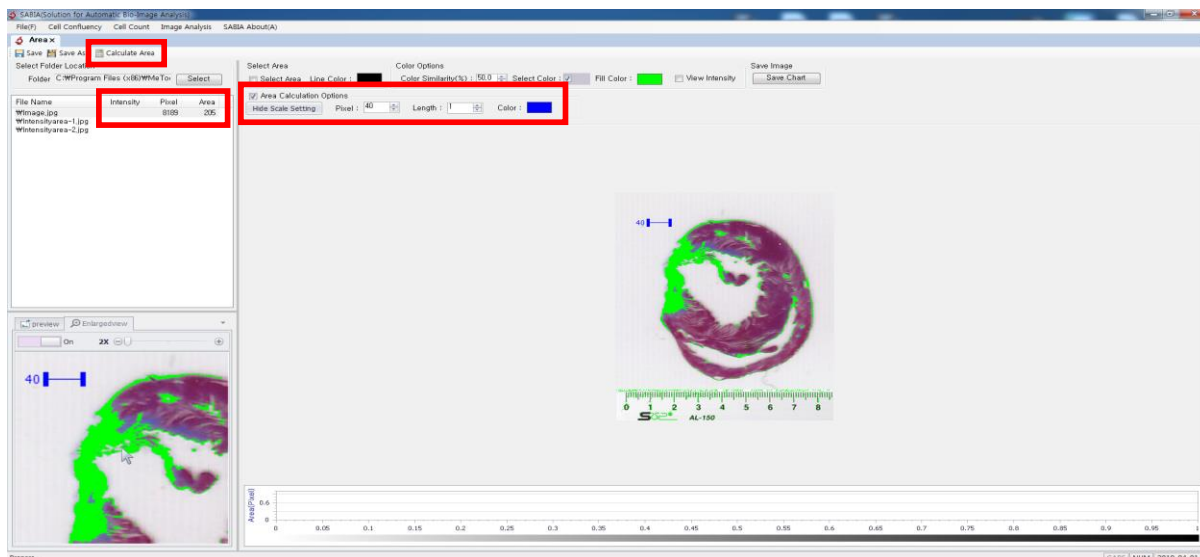 SABIA(Solution for Automatic Bio-Image Analysis)
File(F) Cell Confluency Cell Count Image Analysis SABIA About(A)
Area x
Save Save As Calculate Area
Select Folder Location
Folder C:₩Program Files (x86)₩MeTo Select
File Name Intensity Pixel Area
₩image.jpg 8189 205
₩intensityarea-1.jpg
₩intensityarea-2.jpg
Select Area Color Options Save Image
Select Area Line Color : Color Similarity(%) : 50.0 Select Color : Fill Color : View Intensity Save Chart
Area Calculation Options
Hide Scale Setting Pixel : 40 Length : 1 Color :
40
0 1 2 3 4 5 6 7 8
AL-150
preview Enlargedview
On 2X
40
Area(Pixel)
0.6
0
0 0.05 0.1 0.15 0.2 0.25 0.3 0.35 0.4 0.45 0.5 0.55 0.6 0.65 0.7 0.75 0.8 0.85 0.9 0.95 1